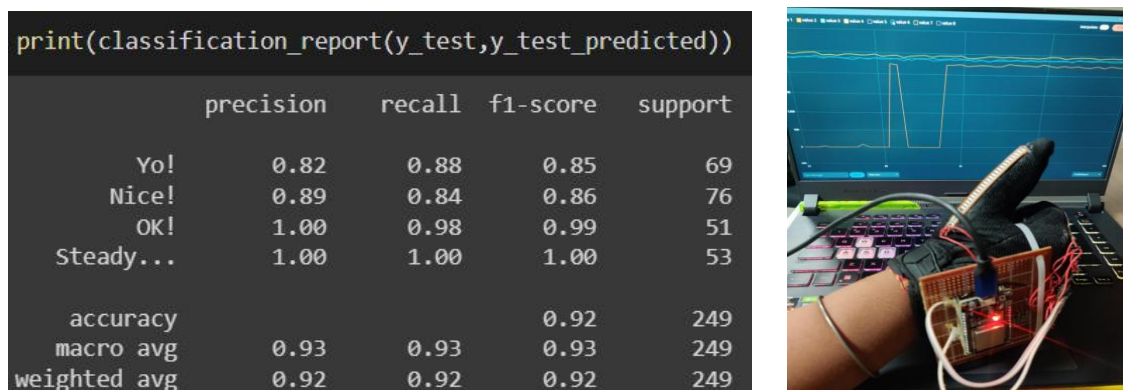 print(classification_report(y_test,y_test_predicted))
precision recall f1-score support
Yo! 0.82 0.88 0.85 69
Nice! 0.89 0.84 0.86 76
OK! 1.00 0.98 0.99 51
Steady... 1.00 1.00 1.00 53
accuracy 0.92 249
macro avg 0.93 0.93 0.93 249
weighted avg 0.92 0.92 0.92 249